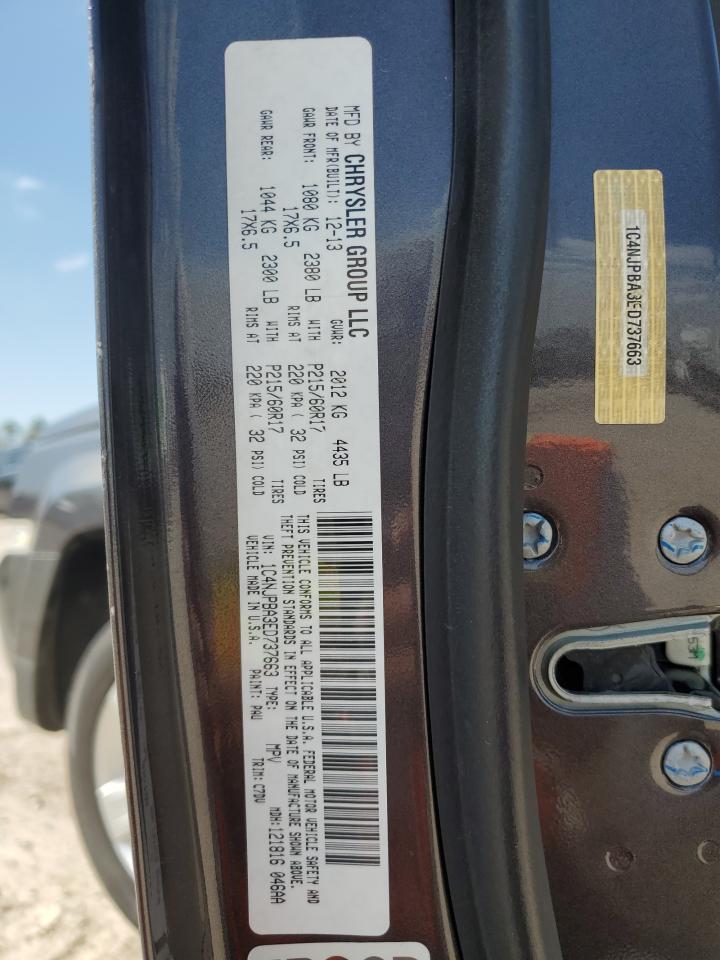 MFD BY CHRYSLER GROUP LLC
DATE OF MFR(BUILT): 12-13 GVWR: 2012 KG 4435 LB
GAWR FRONT: 1080 KG 2380 LB WITH P215/60R17 TIRES
17X6.5 RIMS AT 220 KPA ( 32 PSI) COLD
GAWR REAR: 1044 KG 2300 LB WITH P215/60R17 TIRES
17X6.5 RIMS AT 220 KPA ( 32 PSI) COLD
THIS VEHICLE CONFORMS TO ALL APPLICABLE U.S.A. FEDERAL MOTOR VEHICLE SAFETY AND
THEFT PREVENTION STANDARDS IN EFFECT ON THE DATE OF MANUFACTURE SHOWN ABOVE.
VIN: 1C4NJPBA3ED737663 TYPE: MPV MDH: 121816 046AA
VEHICLE MADE IN U.S.A. PAINT: PAU TRIM: C7DV
1C4NJPBA3ED737663